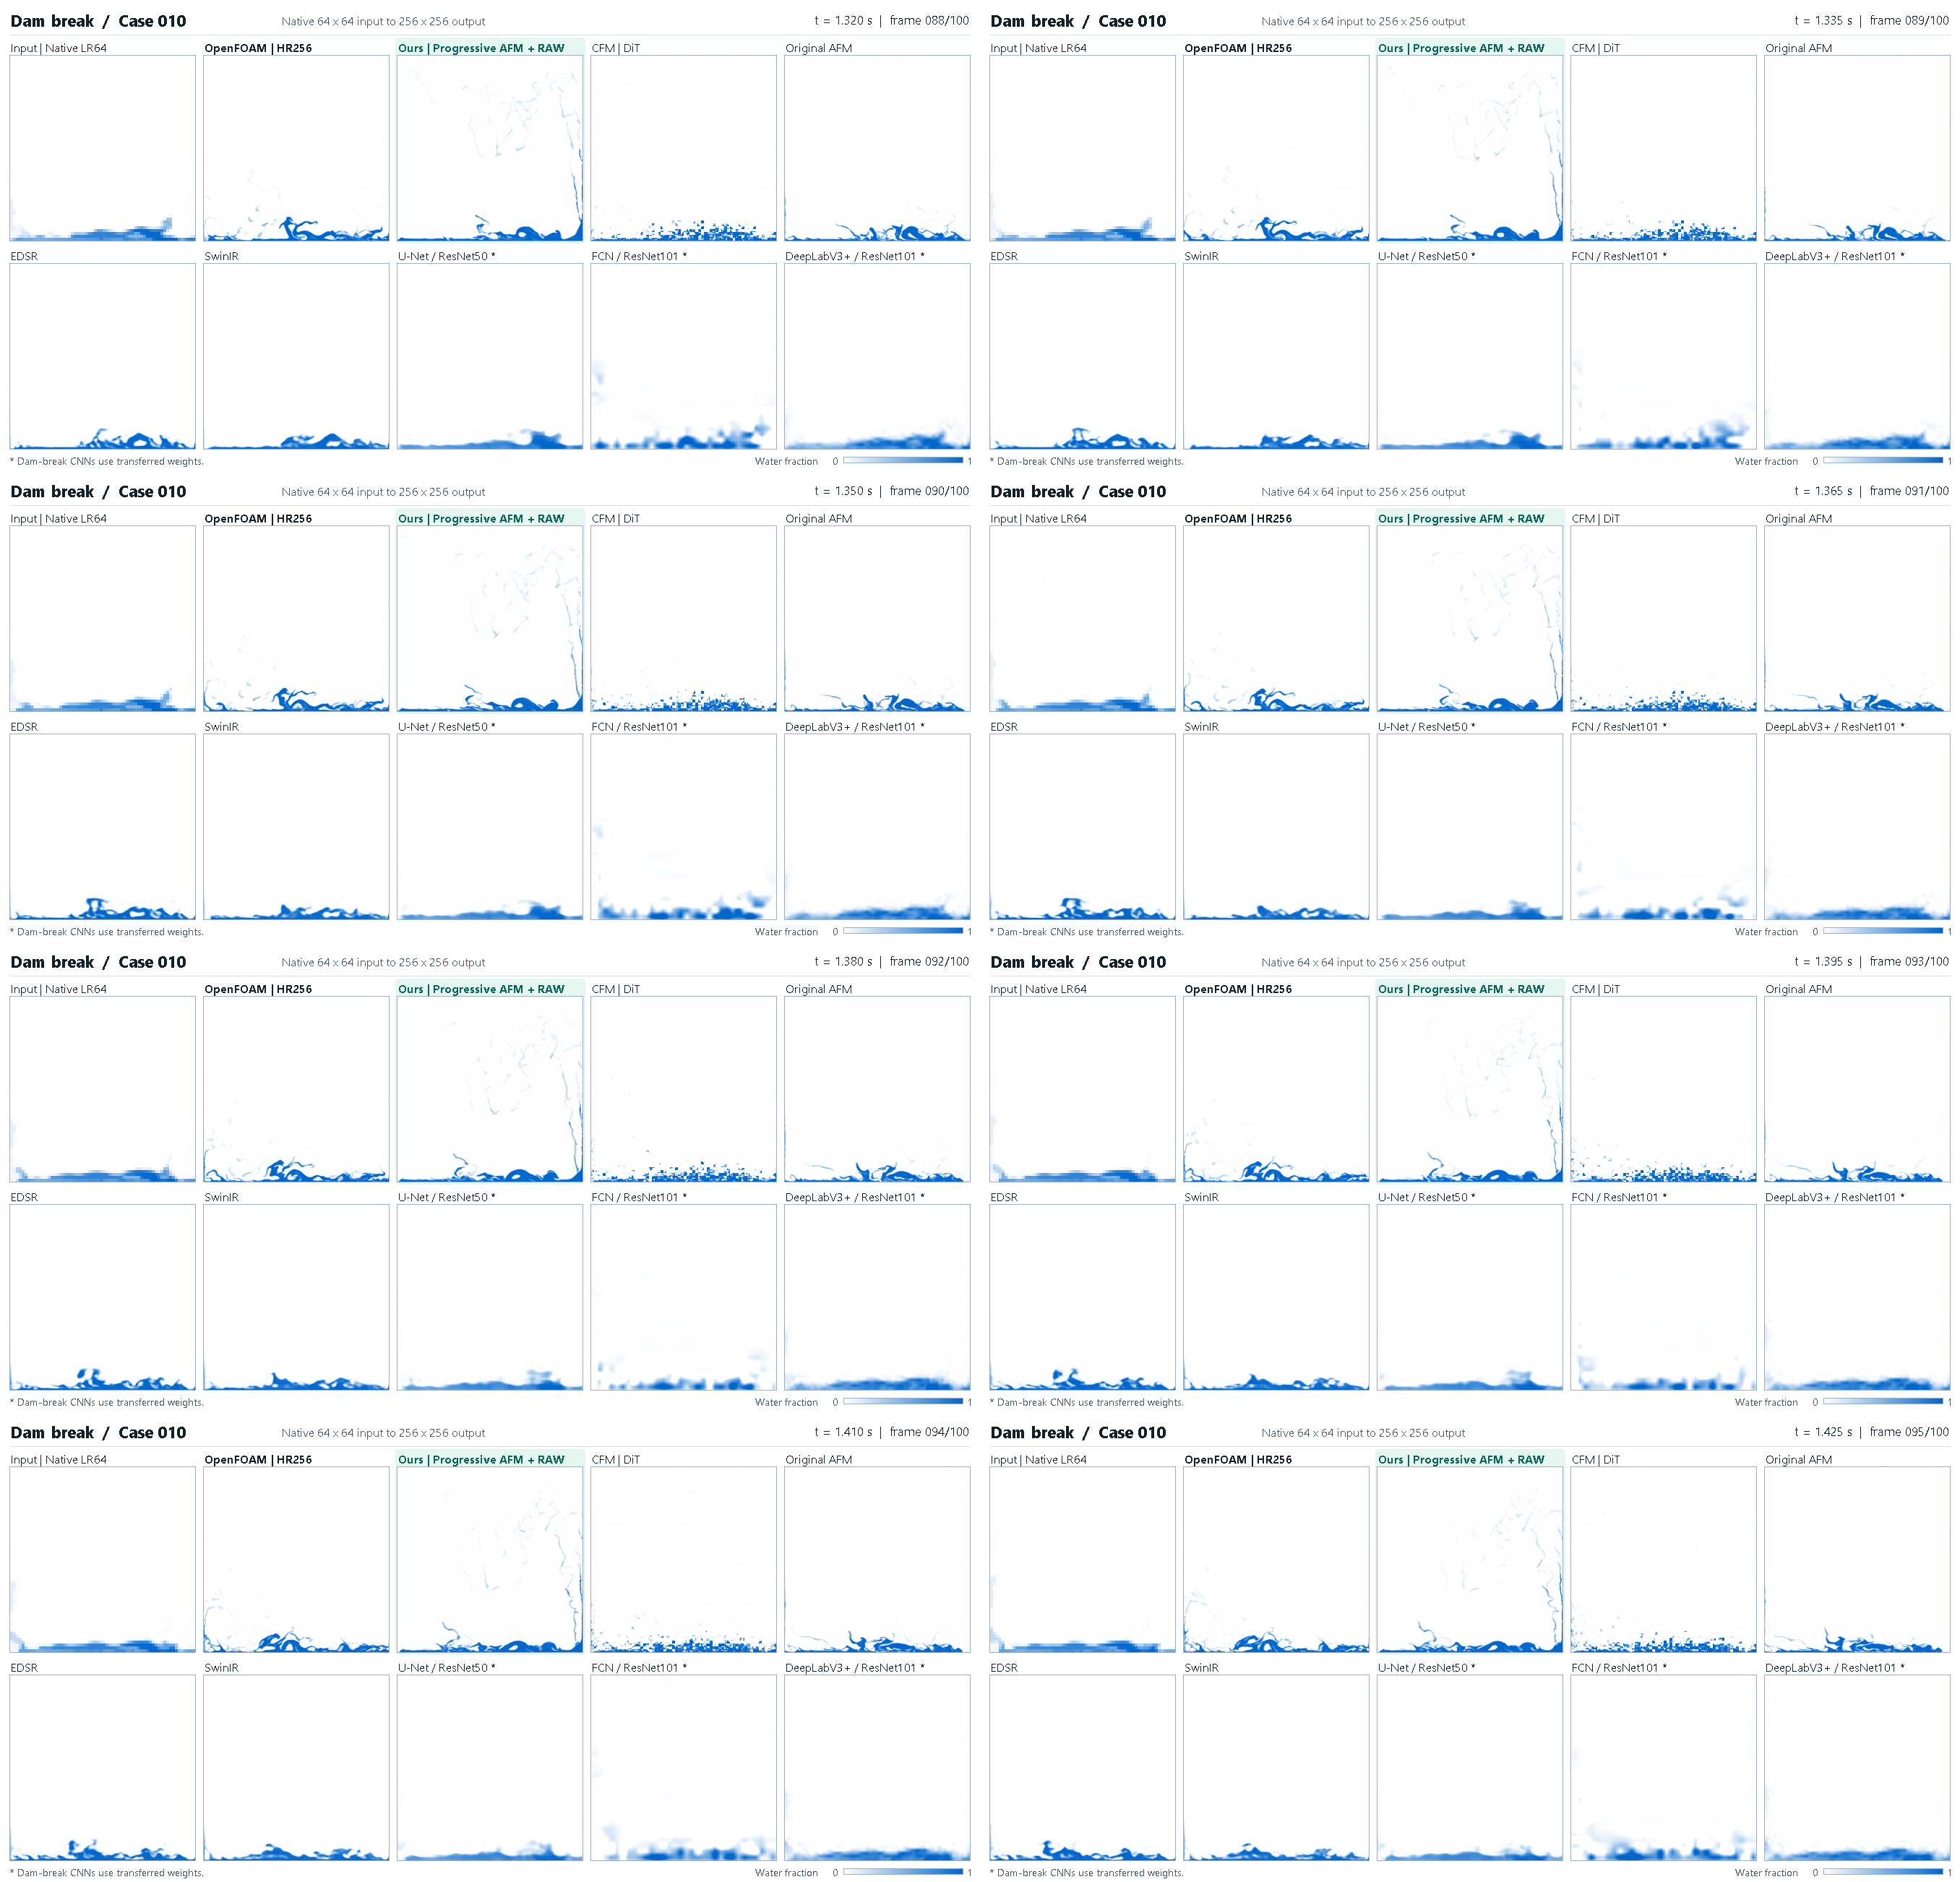 Dam break / Case 010 Native 64 x 64 input to 256 x 256 output t = 1.320 s | frame 088/100
Input | Native LR64 OpenFOAM | HR256 Ours | Progressive AFM + RAW CFM | DiT Original AFM
EDSR SwinIR U-Net / ResNet50 * FCN / ResNet101 * DeepLabV3+ / ResNet101 *
* Dam-break CNNs use transferred weights. Water fraction 0 1
Dam break / Case 010 Native 64 x 64 input to 256 x 256 output t = 1.335 s | frame 089/100
Input | Native LR64 OpenFOAM | HR256 Ours | Progressive AFM + RAW CFM | DiT Original AFM
EDSR SwinIR U-Net / ResNet50 * FCN / ResNet101 * DeepLabV3+ / ResNet101 *
* Dam-break CNNs use transferred weights. Water fraction 0 1
Dam break / Case 010 Native 64 x 64 input to 256 x 256 output t = 1.350 s | frame 090/100
Input | Native LR64 OpenFOAM | HR256 Ours | Progressive AFM + RAW CFM | DiT Original AFM
EDSR SwinIR U-Net / ResNet50 * FCN / ResNet101 * DeepLabV3+ / ResNet101 *
* Dam-break CNNs use transferred weights. Water fraction 0 1
Dam break / Case 010 Native 64 x 64 input to 256 x 256 output t = 1.365 s | frame 091/100
Input | Native LR64 OpenFOAM | HR256 Ours | Progressive AFM + RAW CFM | DiT Original AFM
EDSR SwinIR U-Net / ResNet50 * FCN / ResNet101 * DeepLabV3+ / ResNet101 *
* Dam-break CNNs use transferred weights. Water fraction 0 1
Dam break / Case 010 Native 64 x 64 input to 256 x 256 output t = 1.380 s | frame 092/100
Input | Native LR64 OpenFOAM | HR256 Ours | Progressive AFM + RAW CFM | DiT Original AFM
EDSR SwinIR U-Net / ResNet50 * FCN / ResNet101 * DeepLabV3+ / ResNet101 *
* Dam-break CNNs use transferred weights. Water fraction 0 1
Dam break / Case 010 Native 64 x 64 input to 256 x 256 output t = 1.395 s | frame 093/100
Input | Native LR64 OpenFOAM | HR256 Ours | Progressive AFM + RAW CFM | DiT Original AFM
EDSR SwinIR U-Net / ResNet50 * FCN / ResNet101 * DeepLabV3+ / ResNet101 *
* Dam-break CNNs use transferred weights. Water fraction 0 1
Dam break / Case 010 Native 64 x 64 input to 256 x 256 output t = 1.410 s | frame 094/100
Input | Native LR64 OpenFOAM | HR256 Ours | Progressive AFM + RAW CFM | DiT Original AFM
EDSR SwinIR U-Net / ResNet50 * FCN / ResNet101 * DeepLabV3+ / ResNet101 *
* Dam-break CNNs use transferred weights. Water fraction 0 1
Dam break / Case 010 Native 64 x 64 input to 256 x 256 output t = 1.425 s | frame 095/100
Input | Native LR64 OpenFOAM | HR256 Ours | Progressive AFM + RAW CFM | DiT Original AFM
EDSR SwinIR U-Net / ResNet50 * FCN / ResNet101 * DeepLabV3+ / ResNet101 *
* Dam-break CNNs use transferred weights. Water fraction 0 1